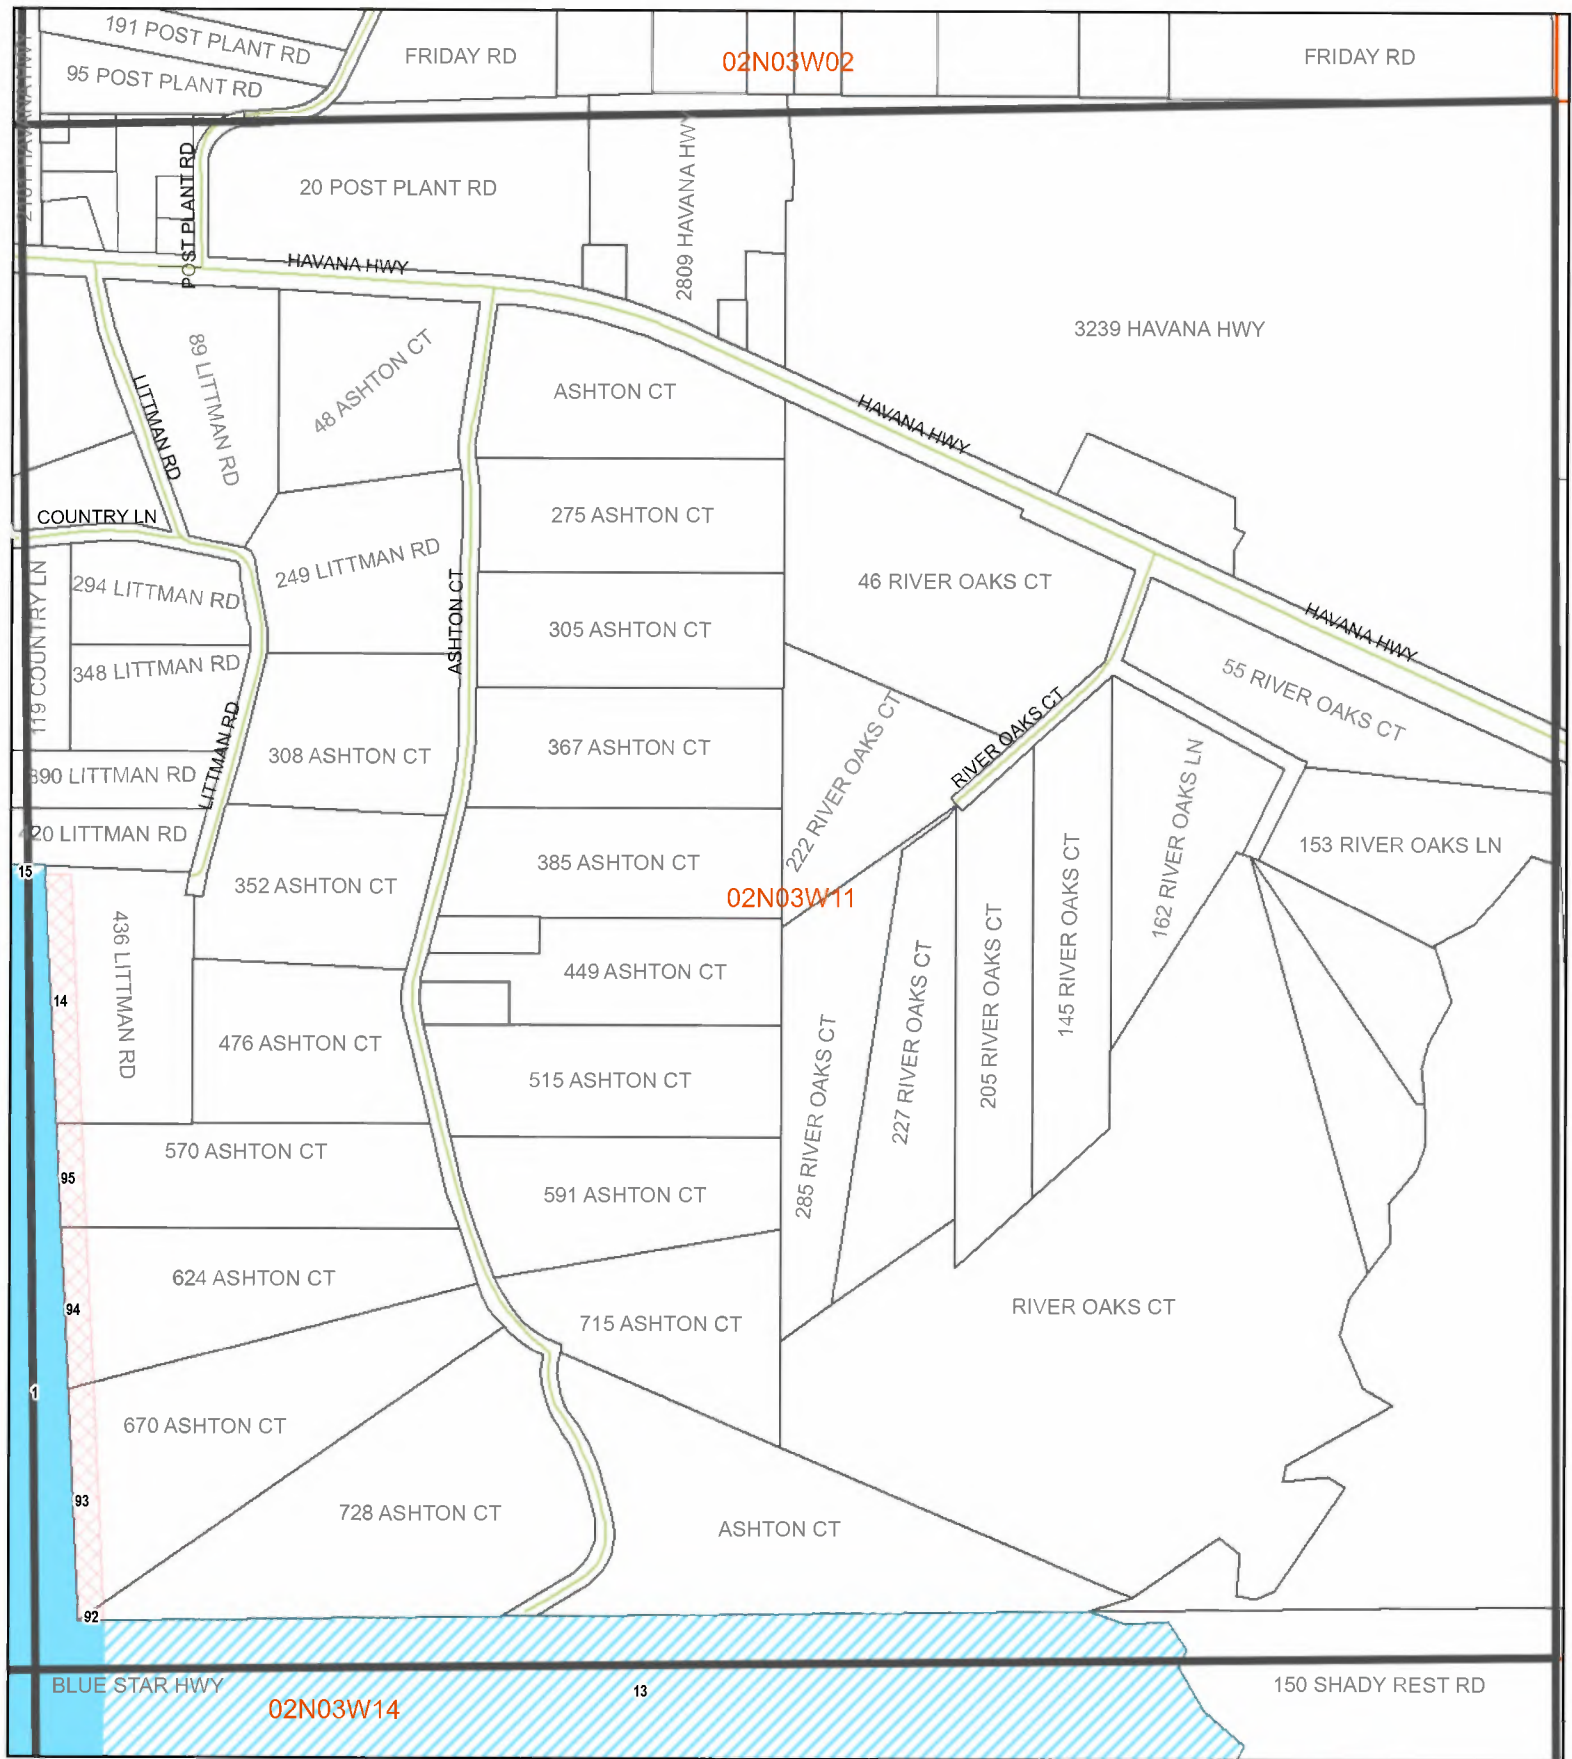 191 POST PLANT RD
FRIDAY RD
02N03W02
FRIDAY RD
95 POST PLANT RD
POST PLANT RD
20 POST PLANT RD
2809 HAVANA HWY
HAVANA HWY
3239 HAVANA HWY
89 LITTMAN RD
48 ASHTON CT
ASHTON CT
LITTMAN RD
HAVANA HWY
COUNTRY LN
275 ASHTON CT
249 LITTMAN RD
46 RIVER OAKS CT
294 LITTMAN RD
119 COUNTRY LN
ASHTON CT
305 ASHTON CT
HAVANA HWY
348 LITTMAN RD
55 RIVER OAKS CT
LITTMAN RD
308 ASHTON CT
367 ASHTON CT
222 RIVER OAKS CT
RIVER OAKS CT
390 LITTMAN RD
162 RIVER OAKS LN
420 LITTMAN RD
385 ASHTON CT
153 RIVER OAKS LN
15
352 ASHTON CT
02N03W11
145 RIVER OAKS CT
436 LITTMAN RD
449 ASHTON CT
14
205 RIVER OAKS CT
227 RIVER OAKS CT
476 ASHTON CT
515 ASHTON CT
285 RIVER OAKS CT
570 ASHTON CT
95
591 ASHTON CT
624 ASHTON CT
94
RIVER OAKS CT
715 ASHTON CT
1
670 ASHTON CT
93
728 ASHTON CT
ASHTON CT
92
BLUE STAR HWY
13
150 SHADY REST RD
02N03W14